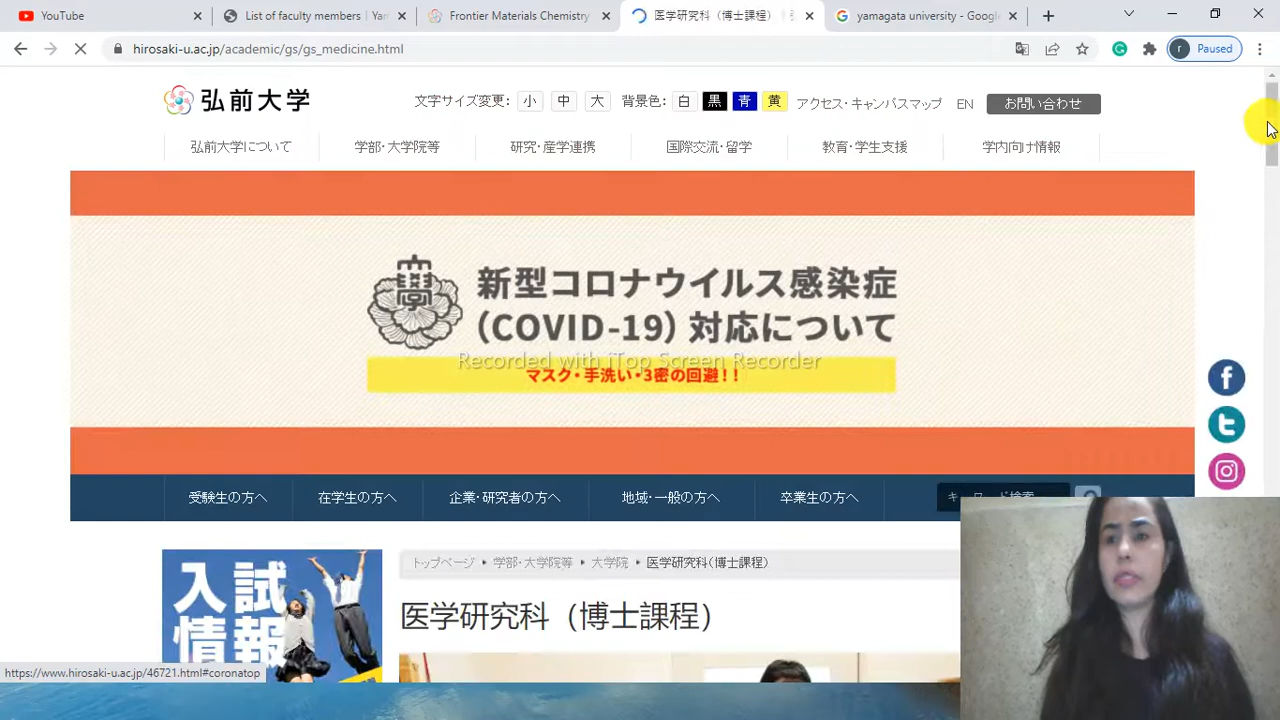 YouTube
List of faculty members | Yam
Frontier Materials Chemistry
医学研究科(博士課程)
yamagata university - Google
hirosaki-u.ac.jp/academic/gs/gs_medicine.html
r Paused
弘前大学
文字サイズ変更: 小 中 大 背景色: 白 黒 青 黄 アクセス・キャンパスマップ EN お問い合わせ
弘前大学について 学部・大学院等 研究・産学連携 国際交流・留学 教育・学生支援 学内向け情報
新型コロナウイルス感染症
(COVID-19)対応について
Recorded with iTop Screen Recorder
マスク・手洗い・3密の回避!!
受験生の方へ 在学生の方へ 企業・研究者の方へ 地域・一般の方へ 卒業生の方へ キーワード検索
トップページ 学部・大学院等 大学院 医学研究科(博士課程)
入試
情報
医学研究科(博士課程)
https://www.hirosaki-u.ac.jp/46721.html#coronatop